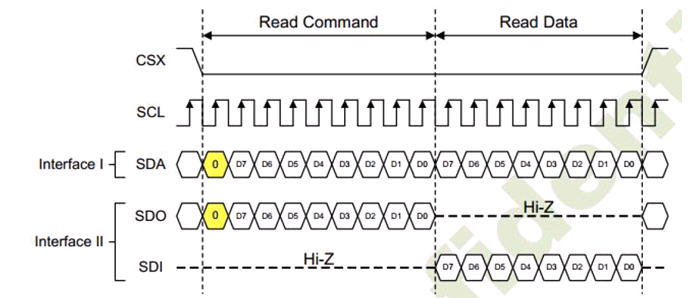 Read Command Read Data
CSX
SCL
Interface I SDA 0 D7 D6 D5 D4 D3 D2 D1 D0 D7 D6 D5 D4 D3 D2 D1 D0
SDO 0 D7 D6 D5 D4 D3 D2 D1 D0 Hi-Z
Interface II
SDI Hi-Z D7 D6 D5 D4 D3 D2 D1 D0
fidenti